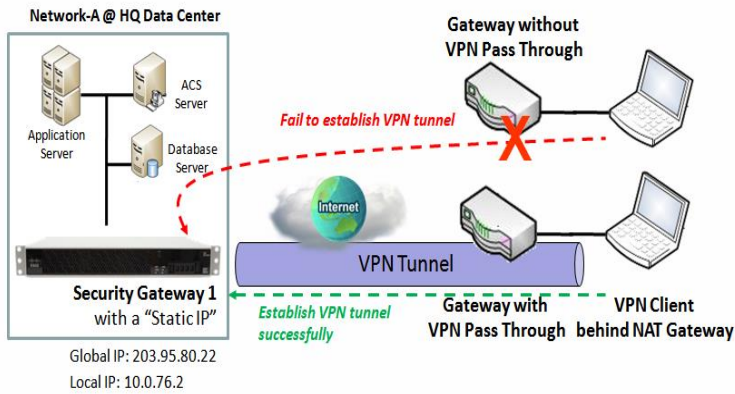 Network-A @ HQ Data Center
Gateway without
VPN Pass Through
ACS
Server
Application
Server
Database
Server
Fail to establish VPN tunnel
X
Internet
VPN Tunnel
Security Gateway 1
with a “Static IP”
Establish VPN tunnel
successfully
Gateway with
VPN Pass Through
VPN Client
behind NAT Gateway
Global IP: 203.95.80.22
Local IP: 10.0.76.2